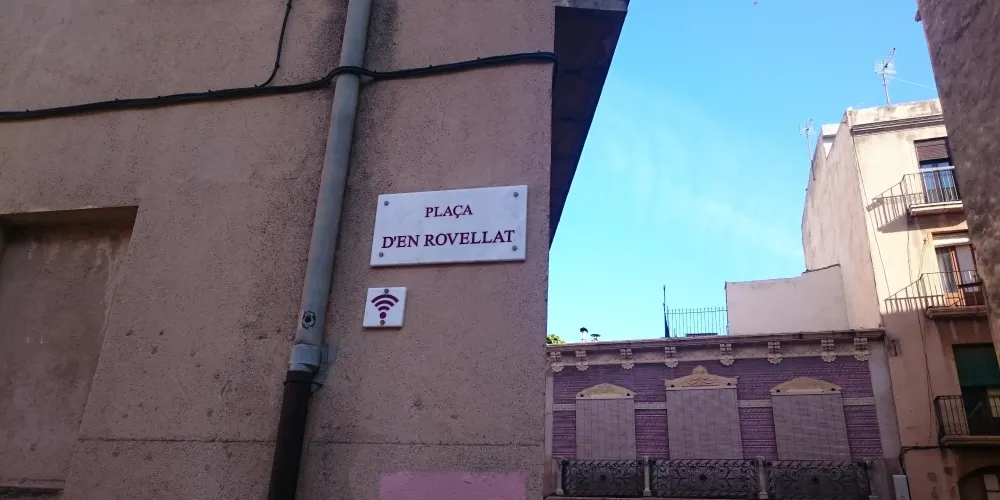 PLAÇA
D'EN ROVELLAT